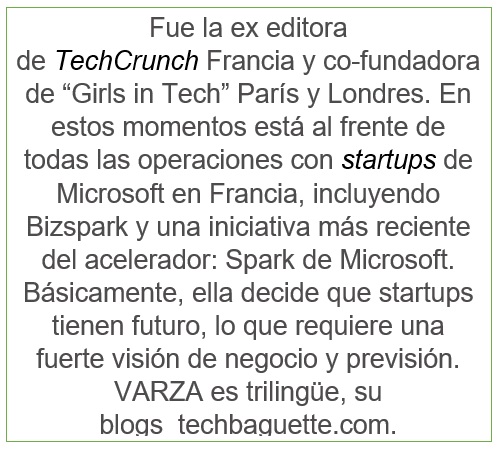 Fue la ex editora
de TechCrunch Francia y co-fundadora
de “Girls in Tech” París y Londres. En
estos momentos está al frente de
todas las operaciones con startups de
Microsoft en Francia, incluyendo
Bizspark y una iniciativa más reciente
del acelerador: Spark de Microsoft.
Básicamente, ella decide que startups
tienen futuro, lo que requiere una
fuerte visión de negocio y previsión.
VARZA es trilingüe, su
blogs  techbaguette.com.